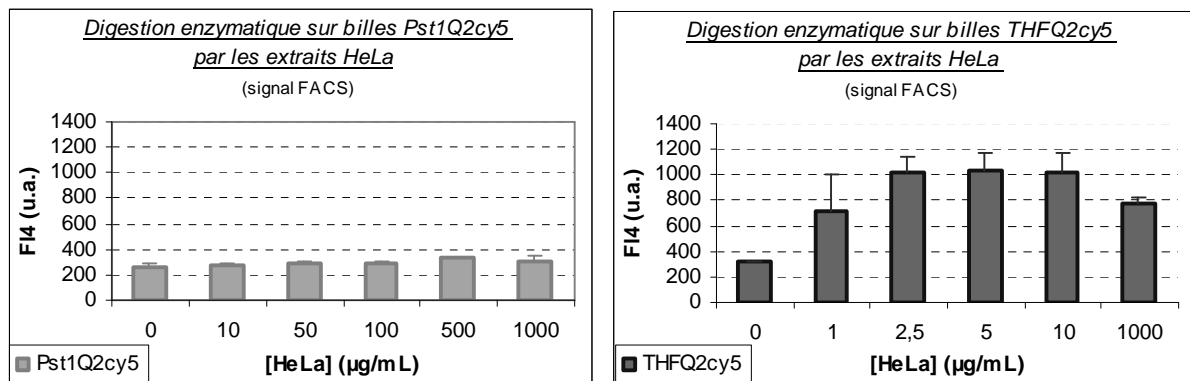 Digestion enzymatique sur billes Pst1Q2cy5
par les extraits HeLa
(signal FACS)
1400
1200
1000
800
600
400
200
0
FI4 (u.a.)
0 10 50 100 500 1000
[HeLa] (µg/mL)
Pst1Q2cy5
Digestion enzymatique sur billes THFQ2cy5
par les extraits HeLa
(signal FACS)
1400
1200
1000
800
600
400
200
0
FI4 (u.a.)
0 1 2,5 5 10 1000
[HeLa] (µg/mL)
THFQ2cy5